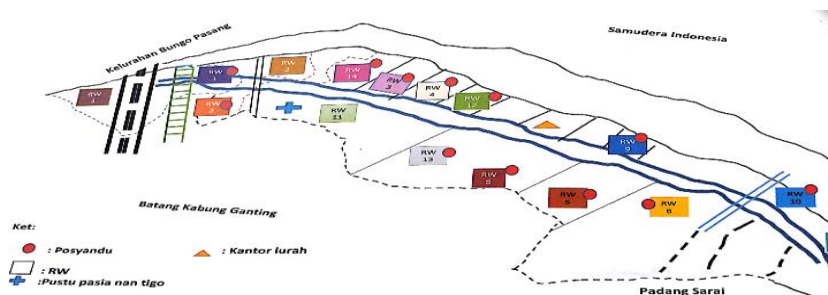 Samudera Indonesia
Kelurahan Bungo Pasang
RW
1
RW
1
RW
2
RW
2
RW
14
RW
3
RW
4
RW
12
RW
11
RW
9
RW
13
RW
8
RW
5
RW
6
RW
10
Batang Kabung Ganting
Ket:
: Posyandu
: Kantor lurah
: RW
:Pustu pasia nan tigo
Padang Sarai